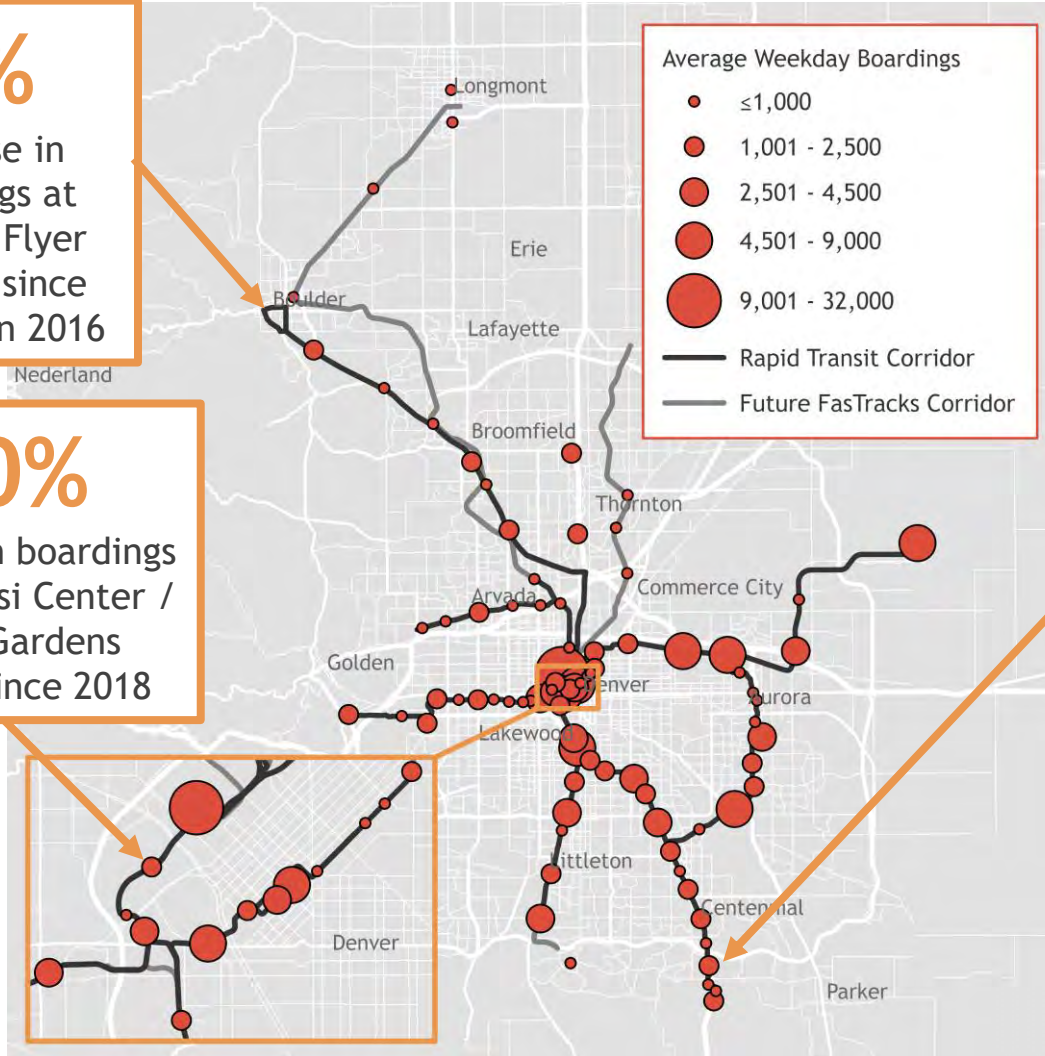 %
se in
gs at
Flyer
since
n 2016
0%
n boardings
si Center /
Gardens
ince 2018
Average Weekday Boardings
≤1,000
1,001 - 2,500
2,501 - 4,500
4,501 - 9,000
9,001 - 32,000
Rapid Transit Corridor
Future FasTracks Corridor
Longmont
Erie
Boulder
Lafayette
Nederland
Broomfield
Thornton
Commerce City
Arvada
Golden
Denver
Aurora
Lakewood
Littleton
Centennial
Denver
Parker